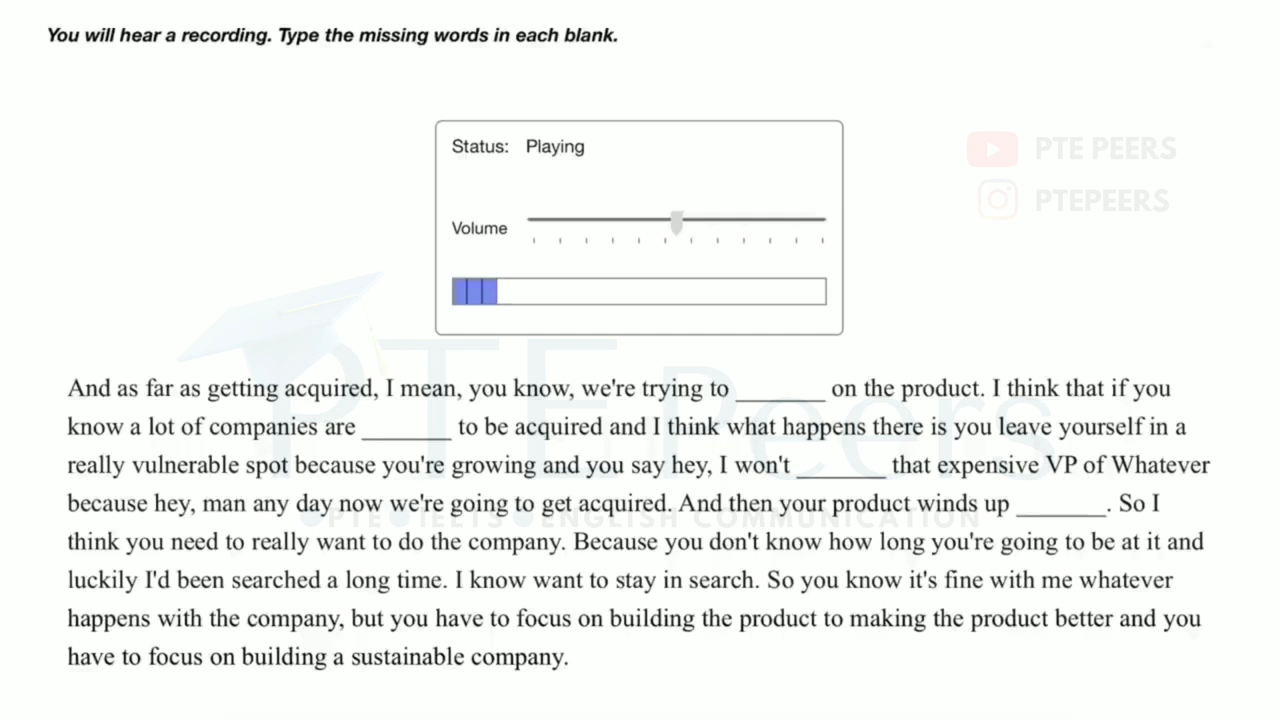 You will hear a recording. Type the missing words in each blank.
Status: Playing
PTE PEERS
PTEPEERS
Volume
PTE Peers
PTE IELTS ENGLISH COMMUNICATION
And as far as getting acquired, I mean, you know, we're trying to _______ on the product. I think that if you
know a lot of companies are _______ to be acquired and I think what happens there is you leave yourself in a
really vulnerable spot because you're growing and you say hey, I won't _______ that expensive VP of Whatever
because hey, man any day now we're going to get acquired. And then your product winds up _______. So I
think you need to really want to do the company. Because you don't know how long you're going to be at it and
luckily I'd been searched a long time. I know want to stay in search. So you know it's fine with me whatever
happens with the company, but you have to focus on building the product to making the product better and you
have to focus on building a sustainable company.